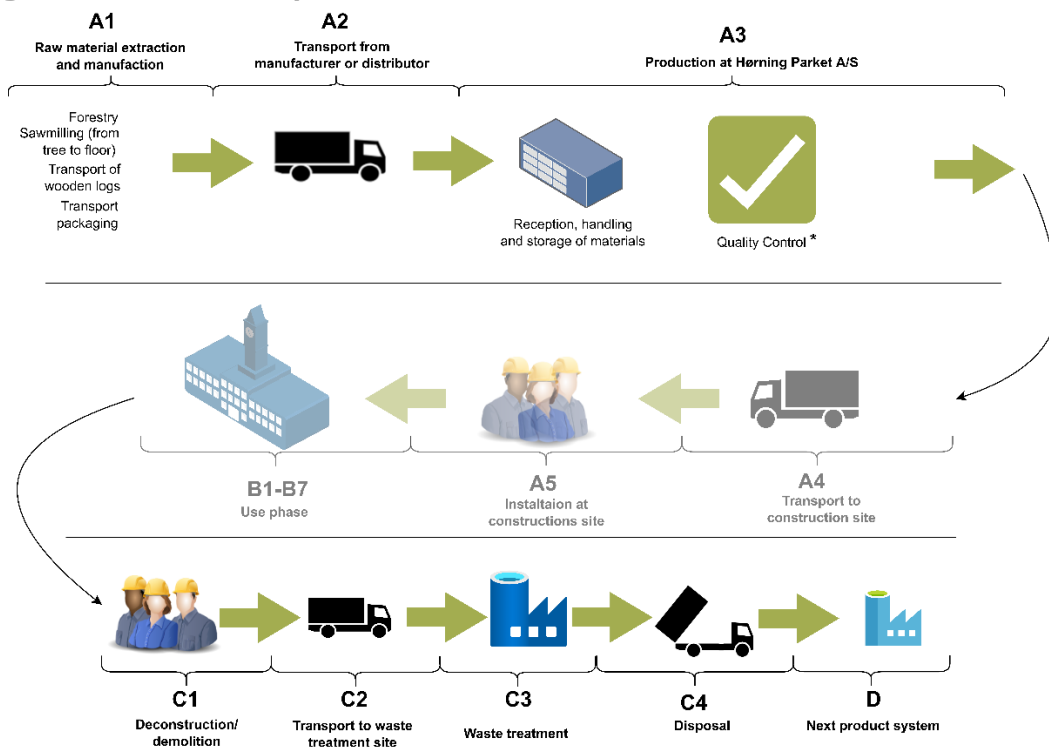 A1
Raw material extraction
and manufaction
A2
Transport from
manufacturer or distributor
A3
Production at Hørning Parket A/S
Forestry
Sawmilling (from
tree to floor)
Transport of
wooden logs
Transport
packaging
Reception, handling
and storage of materials
Quality Control *
B1-B7
Use phase
A5
Instaltaion at
constructions site
A4
Transport to
construction site
C1
Deconstruction/
demolition
C2
Transport to waste
treatment site
C3
Waste treatment
C4
Disposal
D
Next product system